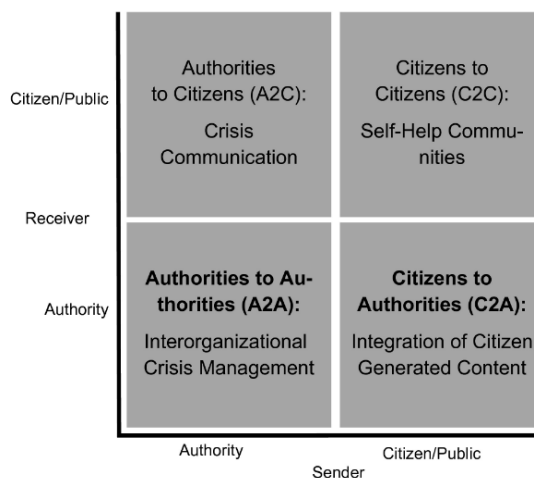 Citizen/Public
Receiver
Authority
Authorities
to Citizens (A2C):
Crisis
Communication
Citizens to
Citizens (C2C):
Self-Help Commu-
nities
Authorities to Au-
thorities (A2A):
Interorganizational
Crisis Management
Citizens to
Authorities (C2A):
Integration of Citizen
Generated Content
Authority
Citizen/Public
Sender